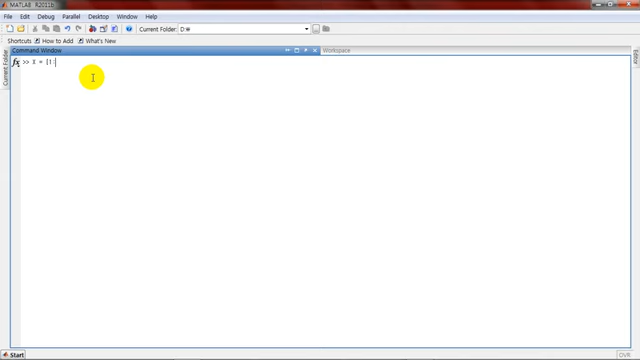 MATLAB R2011b
File Edit Debug Parallel Desktop Window Help
Current Folder: D:₩
Shortcuts How to Add What's New
Current Folder
Command Window
Workspace
Editor
fx >> X = [1:
Start
OVR